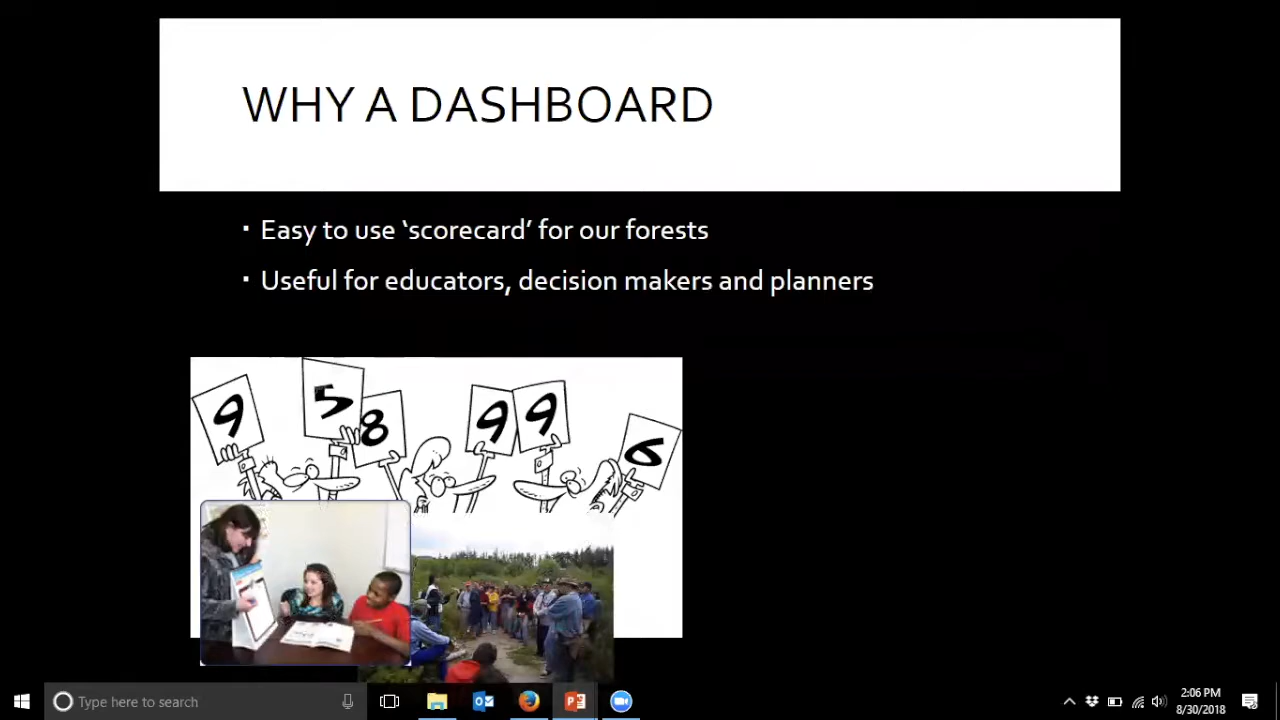 WHY A DASHBOARD
▪ Easy to use ‘scorecard’ for our forests
▪ Useful for educators, decision makers and planners
9
5
8
9
9
6
Type here to search
2:06 PM
8/30/2018